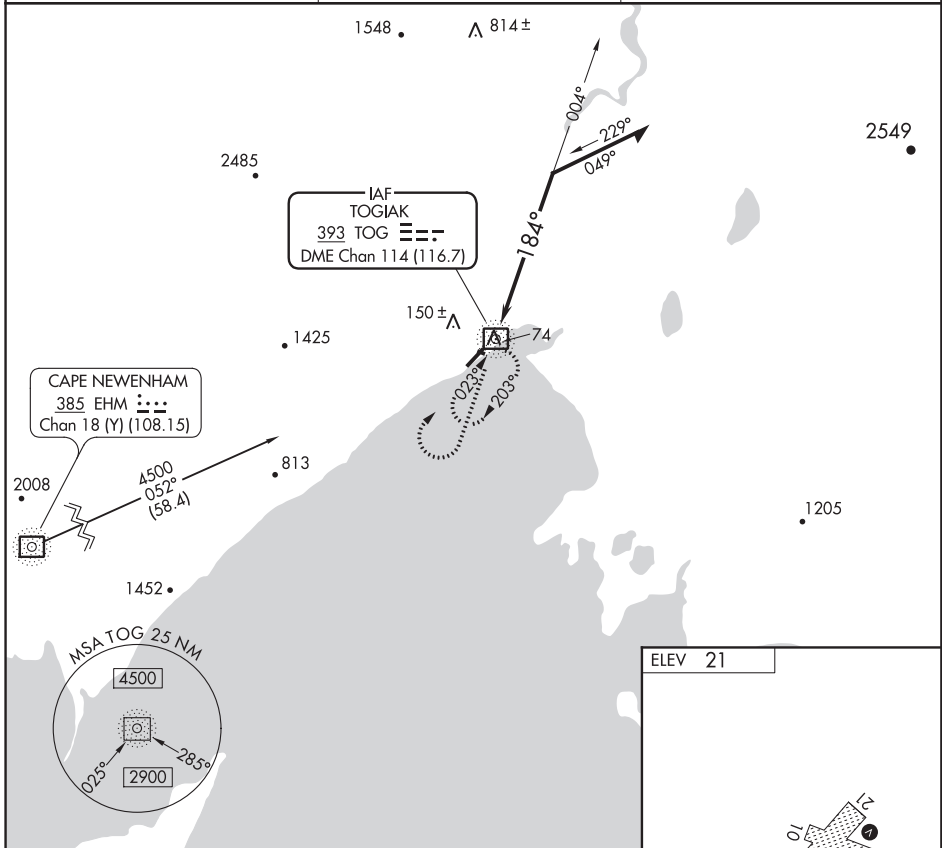 1548
814 ±
004°
229°
049°
2549
2485
IAF
TOGIAK
393 TOG
DME Chan 114 (116.7)
184°
150 ±
74
1425
023°
203°
CAPE NEWENHAM
385 EHM
Chan 18 (Y) (108.15)
4500
052°
(58.4)
813
2008
1205
1452
MSA TOG 25 NM
4500
025°
285°
2900
ELEV 21
21
10
V